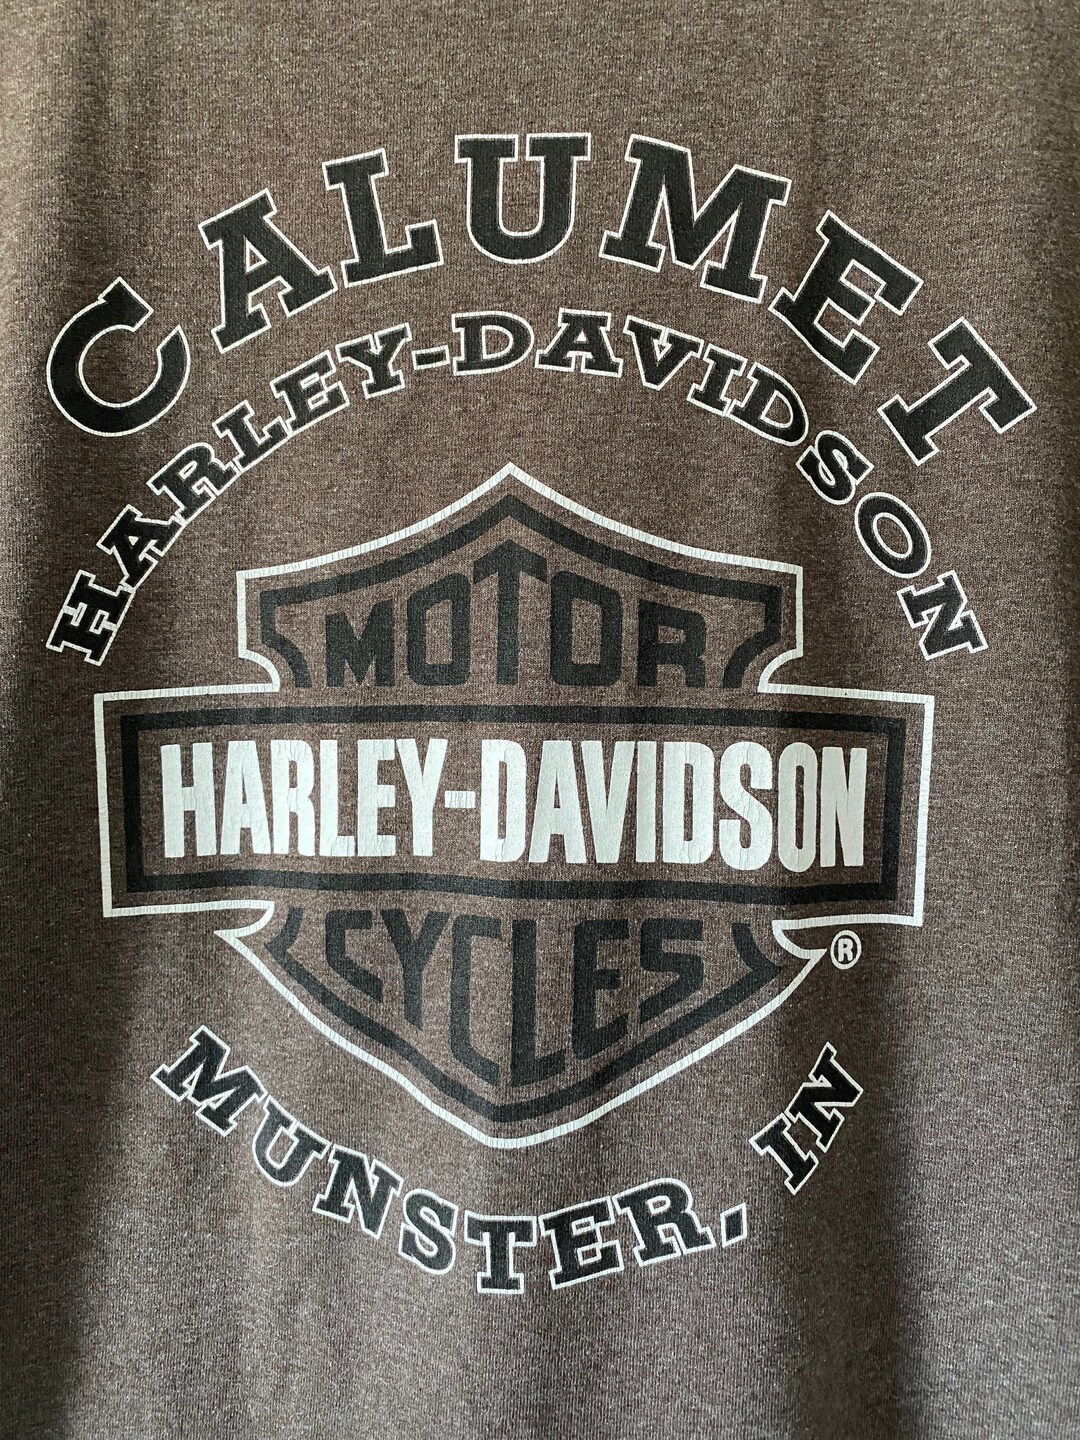 CALUMET
HARLEY-DAVIDSON
MOTOR
HARLEY-DAVIDSON
CYCLES
®
MUNSTER, IN